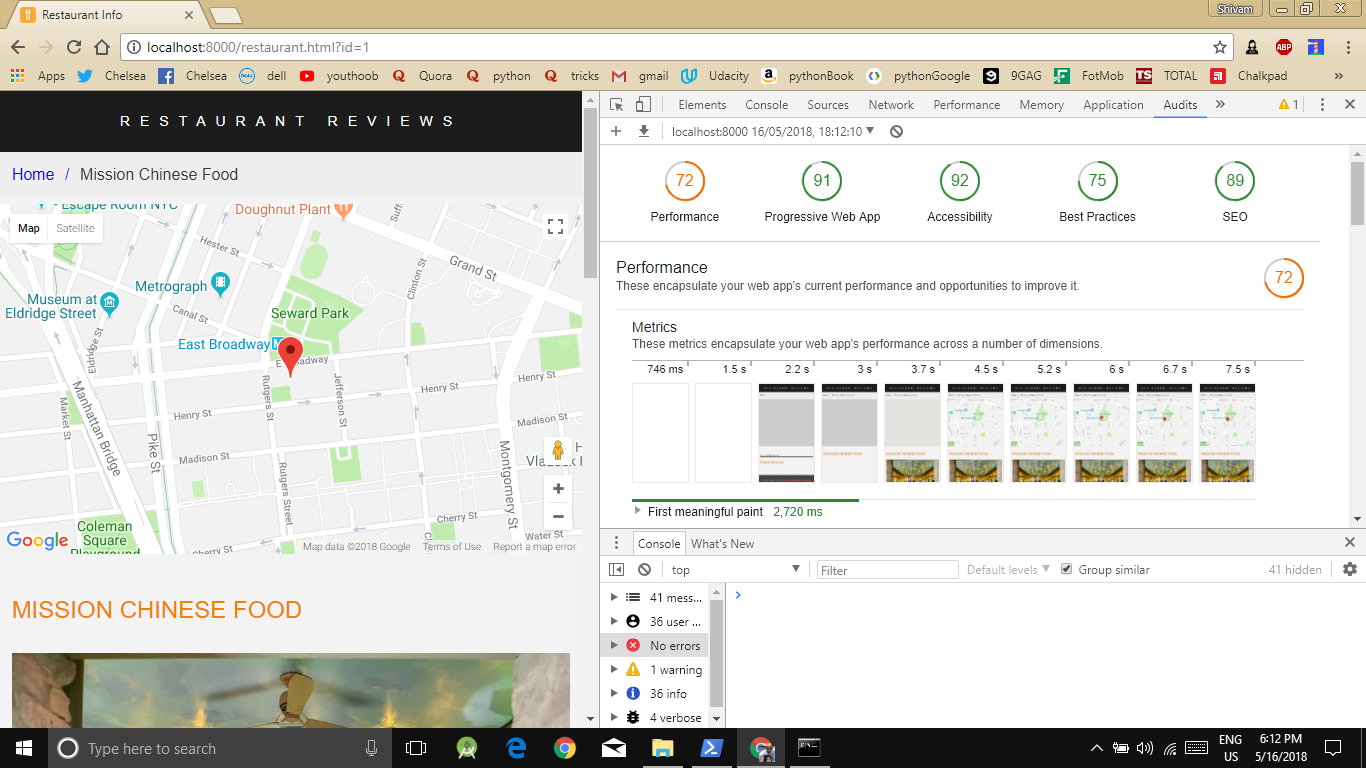 Restaurant Info
Shivam
localhost:8000/restaurant.html?id=1
ABP
Apps Chelsea Chelsea dell youthoob Quora python tricks gmail Udacity pythonBook pythonGoogle 9GAG FotMob TOTAL Chalkpad »
RESTAURANT REVIEWS
Home / Mission Chinese Food
Map Satellite
Escape Room NYC
Doughnut Plant
Hester St
Clinton St
Grand St
Metrograph
Museum at
Eldridge Street
Canal St
Seward Park
Eldridge St
East Broadway
Henry St
Henry St
Henry St
Rutgers St
Jefferson St
Market St
Manhattan Bridge
Pike St
Madison St
Madison St
Montgomery St
Rutgers Street
Cherry St
Cherry St
Water St
Coleman
Square
Playground
Google
Map data ©2018 Google Terms of Use Report a map error
MISSION CHINESE FOOD
Elements Console Sources Network Performance Memory Application Audits » 1
localhost:8000 16/05/2018, 18:12:10
72 91 92 75 89
Performance Progressive Web App Accessibility Best Practices SEO
Performance
These encapsulate your web app's current performance and opportunities to improve it.
72
Metrics
These metrics encapsulate your web app's performance across a number of dimensions.
746 ms 1.5 s 2.2 s 3 s 3.7 s 4.5 s 5.2 s 6 s 6.7 s 7.5 s
First meaningful paint 2,720 ms
Console What's New
top Filter Default levels Group similar 41 hidden
41 mess...
36 user ...
No errors
1 warning
36 info
4 verbose
Type here to search
ENG
US
6:12 PM
5/16/2018